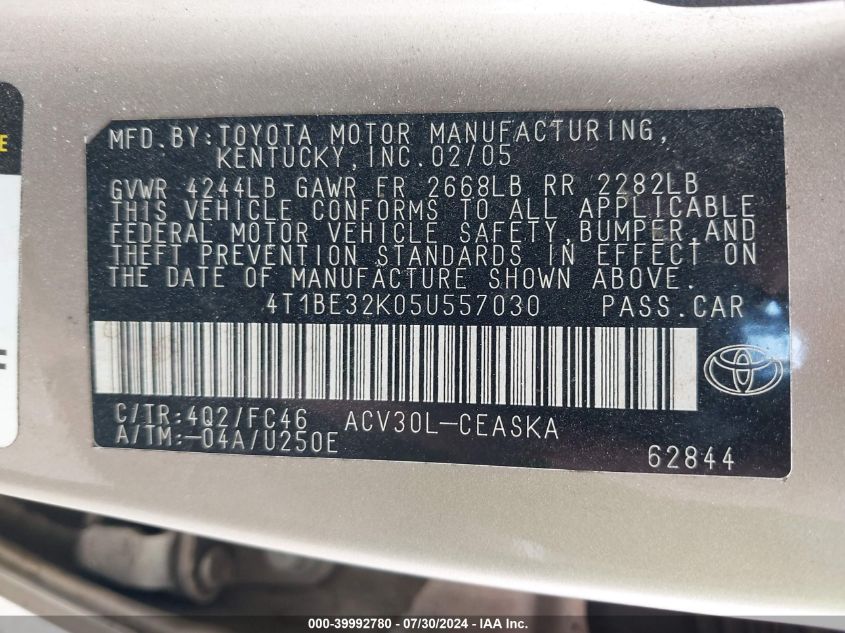 E
MFD.BY:TOYOTA MOTOR MANUFACTURING,
KENTUCKY,INC.02/05
GVWR 4244LB GAWR FR 2668LB RR 2282LB
THIS VEHICLE CONFORMS TO ALL APPLICABLE
FEDERAL MOTOR VEHICLE SAFETY,BUMPER,AND
THEFT PREVENTION STANDARDS IN EFFECT ON
THE DATE OF MANUFACTURE SHOWN ABOVE.
4T1BE32K05U557030 PASS.CAR
C/TR:4Q2/FC46 ACV30L-CEASKA
A/TM:-04A/U250E
62844
000-39992780 - 07/30/2024 - IAA Inc.